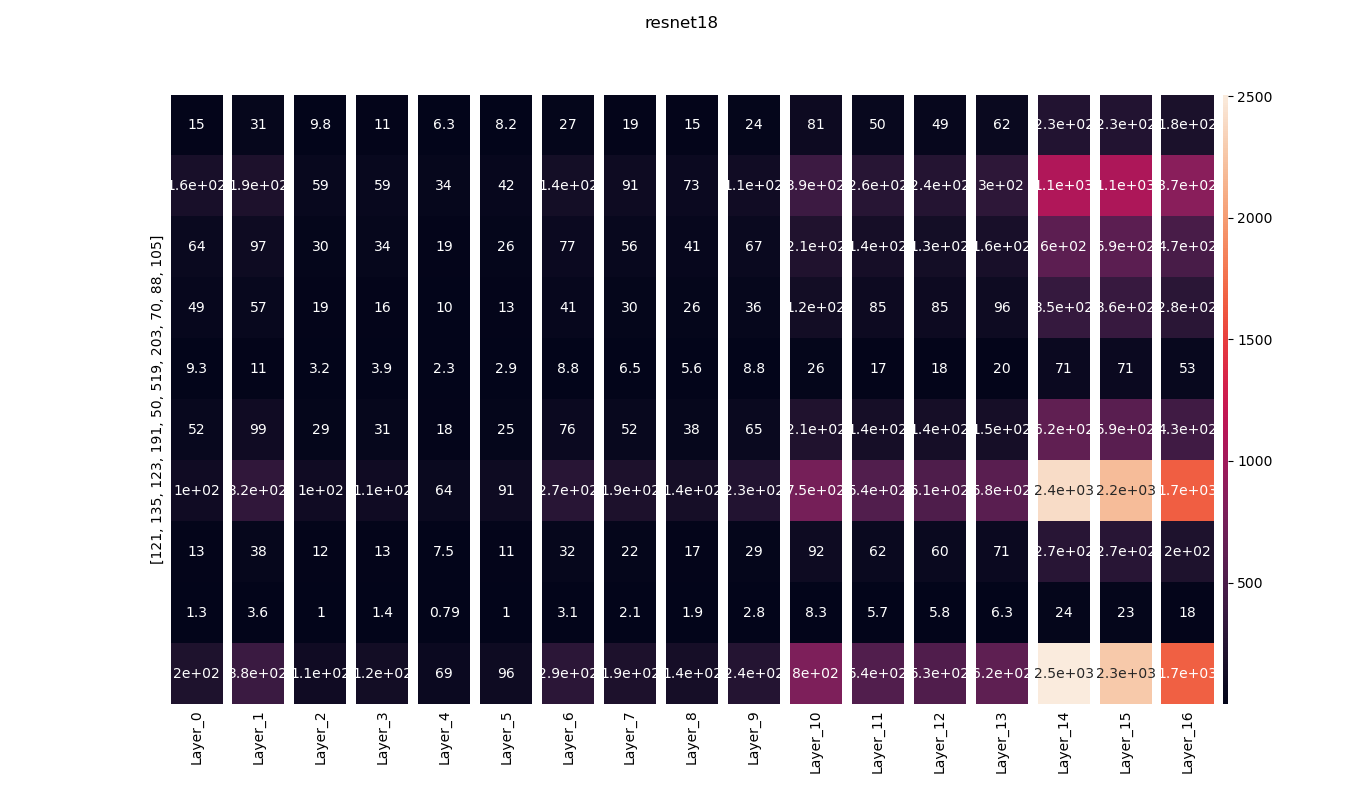 resnet18
15 31 9.8 11 6.3 8.2 27 19 15 24 81 50 49 62 2.3e+02 2.3e+02 1.8e+02
1.6e+02 1.9e+02 59 59 34 42 1.4e+02 91 73 1.1e+02 3.9e+02 2.6e+02 2.4e+02 3e+02 1.1e+03 1.1e+03 8.7e+02
64 97 30 34 19 26 77 56 41 67 2.1e+02 1.4e+02 1.3e+02 1.6e+02 6e+02 5.9e+02 4.7e+02
49 57 19 16 10 13 41 30 26 36 1.2e+02 85 85 96 3.5e+02 3.6e+02 2.8e+02
9.3 11 3.2 3.9 2.3 2.9 8.8 6.5 5.6 8.8 26 17 18 20 71 71 53
52 99 29 31 18 25 76 52 38 65 2.1e+02 1.4e+02 1.4e+02 1.5e+02 6.2e+02 5.9e+02 4.3e+02
1e+02 3.2e+02 1e+02 1.1e+02 64 91 2.7e+02 1.9e+02 1.4e+02 2.3e+02 7.5e+02 5.4e+02 5.1e+02 5.8e+02 2.4e+03 2.2e+03 1.7e+03
13 38 12 13 7.5 11 32 22 17 29 92 62 60 71 2.7e+02 2.7e+02 2e+02
1.3 3.6 1 1.4 0.79 1 3.1 2.1 1.9 2.8 8.3 5.7 5.8 6.3 24 23 18
2e+02 3.8e+02 1.1e+02 1.2e+02 69 96 2.9e+02 1.9e+02 1.4e+02 2.4e+02 8e+02 5.4e+02 5.3e+02 6.2e+02 2.5e+03 2.3e+03 1.7e+03
[121, 135, 123, 191, 50, 519, 203, 70, 88, 105]
Layer_0 Layer_1 Layer_2 Layer_3 Layer_4 Layer_5 Layer_6 Layer_7 Layer_8 Layer_9 Layer_10 Layer_11 Layer_12 Layer_13 Layer_14 Layer_15 Layer_16
2500
2000
1500
1000
500